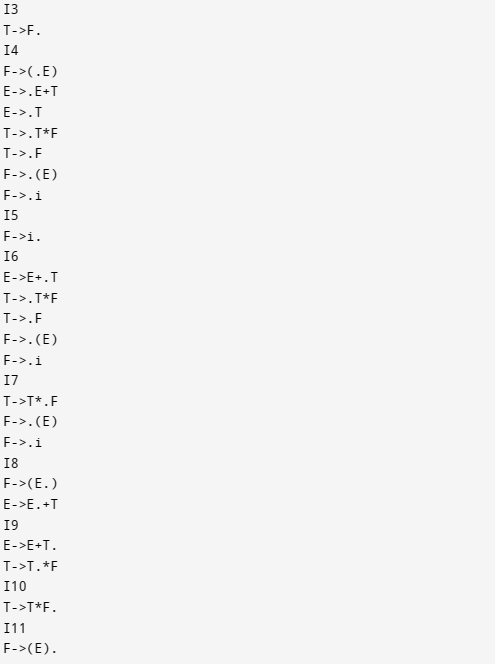 I3
T->F.
I4
F->(.E)
E->.E+T
E->.T
T->.T*F
T->.F
F->.(E)
F->.i
I5
F->i.
I6
E->E+.T
T->.T*F
T->.F
F->.(E)
F->.i
I7
T->T*.F
F->.(E)
F->.i
I8
F->(E.)
E->E.+T
I9
E->E+T.
T->T.*F
I10
T->T*F.
I11
F->(E).